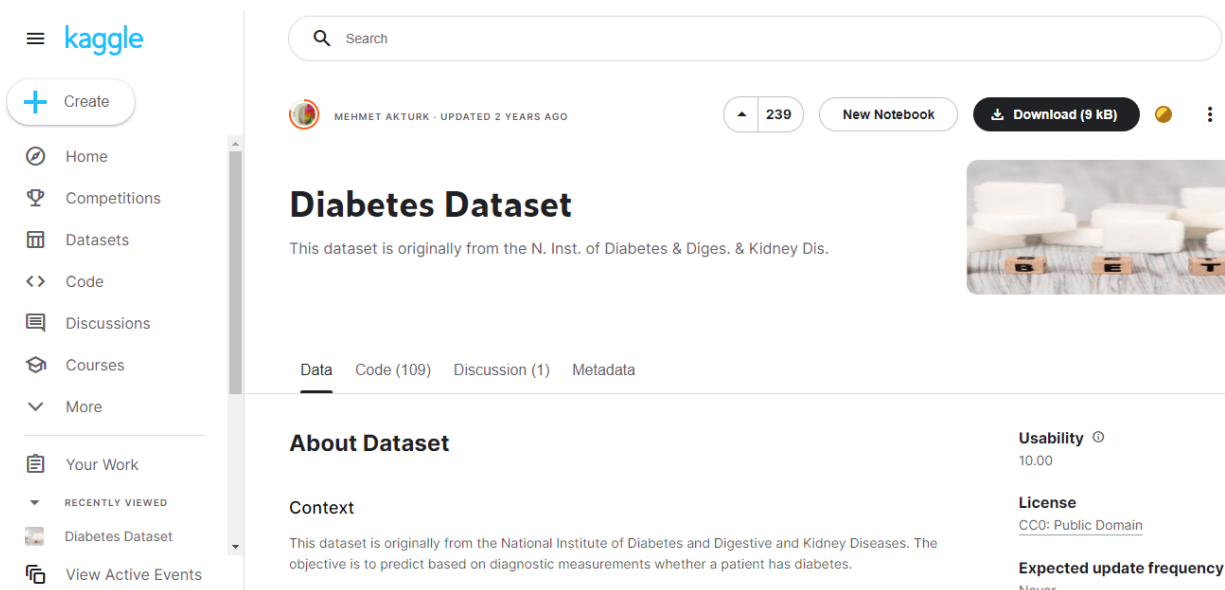 kaggle
Search
Create
Home
Competitions
Datasets
Code
Discussions
Courses
More
Your Work
RECENTLY VIEWED
Diabetes Dataset
View Active Events
MEHMET AKTURK · UPDATED 2 YEARS AGO
239
New Notebook
Download (9 kB)
Diabetes Dataset
This dataset is originally from the N. Inst. of Diabetes & Diges. & Kidney Dis.
B E T
Data Code (109) Discussion (1) Metadata
About Dataset
Context
This dataset is originally from the National Institute of Diabetes and Digestive and Kidney Diseases. The
objective is to predict based on diagnostic measurements whether a patient has diabetes.
Usability
10.00
License
CC0: Public Domain
Expected update frequency
Never